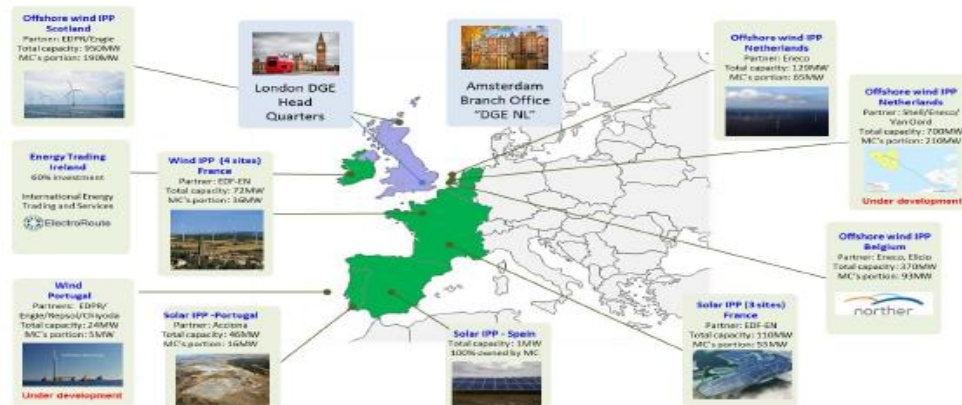 Offshore wind IPP
Scotland
Partner: EDPR/Engie
Total capacity: 950MW
MC's portion: 190MW
London DGE
Head
Quarters
Amsterdam
Branch Office
"DGE NL"
Offshore wind IPP
Netherlands
Partner: Eneco
Total capacity: 129MW
MC's portion: 65MW
Offshore wind IPP
Netherlands
Partner: Shell/Eneco/
Van Oord
Total capacity: 700MW
MC's portion: 210MW
Under development
Energy Trading
Ireland
60% investment
International Energy
Trading and Services
ElectroRoute
Wind IPP (4 sites)
France
Partner: EDF-EN
Total capacity: 72MW
MC's portion: 36MW
Offshore wind IPP
Belgium
Partner: Eneco, Elicio
Total capacity: 370MW
MC's portion: 93MW
norther
Wind
Portugal
Partners: EDPR/
Engie/Repsol/Chiyoda
Total capacity: 24MW
MC's portion: 5MW
Under development
Solar IPP -Portugal
Partner: Acciona
Total capacity: 46MW
MC's portion: 16MW
Solar IPP - Spain
Total capacity: 1MW
100% owned by MC
Solar IPP (3 sites)
France
Partner: EDF-EN
Total capacity: 110MW
MC's portion: 55MW